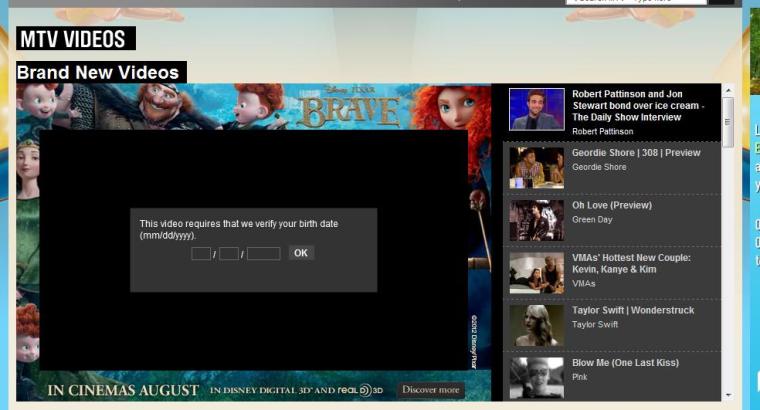 MTV VIDEOS
Brand New Videos
Disney PIXAR
BRAVE
This video requires that we verify your birth date
(mm/dd/yyyy).
/ /
OK
©2012 Disney/Pixar
IN CINEMAS AUGUST IN DISNEY DIGITAL 3D AND REAL D 3D Discover more
Robert Pattinson and Jon
Stewart bond over ice cream -
The Daily Show Interview
Robert Pattinson
Geordie Shore | 308 | Preview
Geordie Shore
Oh Love (Preview)
Green Day
VMAs' Hottest New Couple:
Kevin, Kanye & Kim
VMAs
Taylor Swift | Wonderstruck
Taylor Swift
Blow Me (One Last Kiss)
P!nk